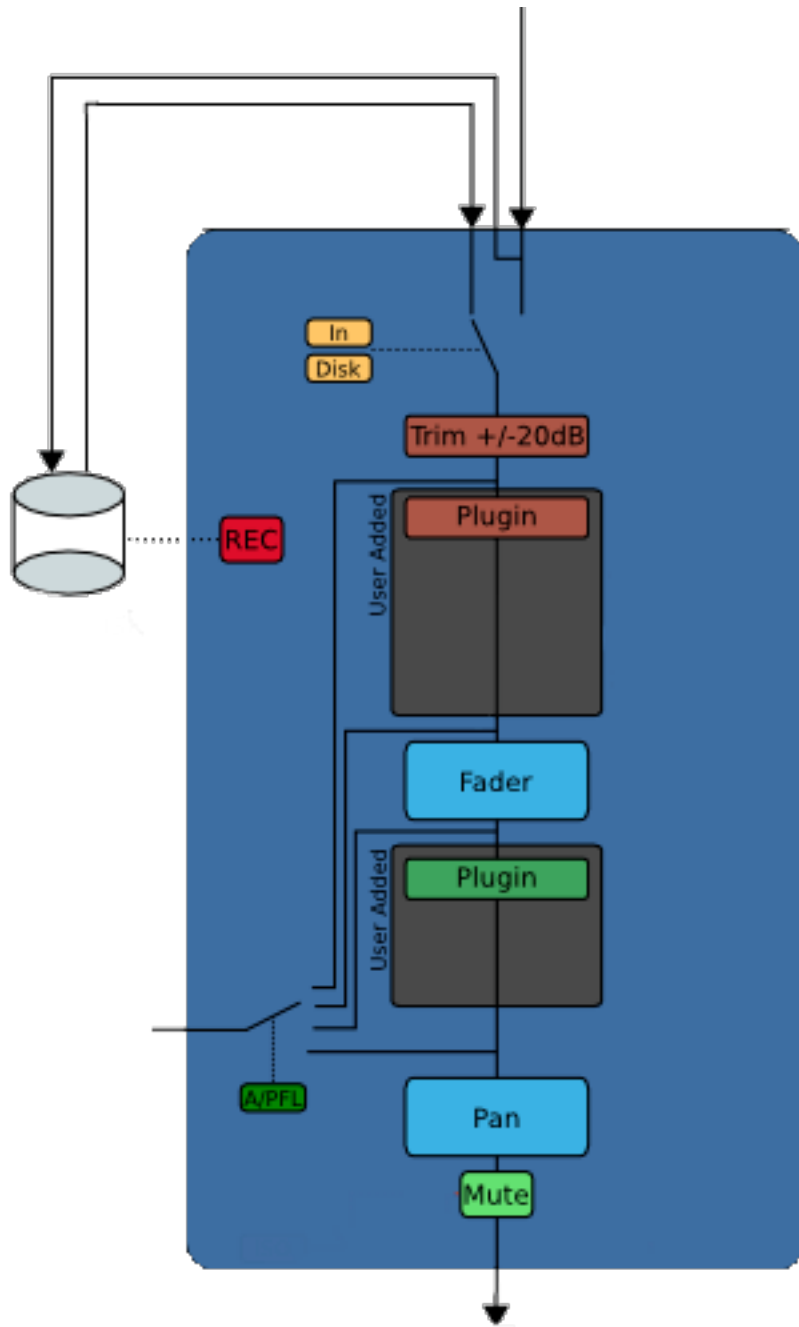 In
Disk
Trim +/-20dB
User Added
Plugin
REC
Fader
User Added
Plugin
A/PFL
Pan
Mute